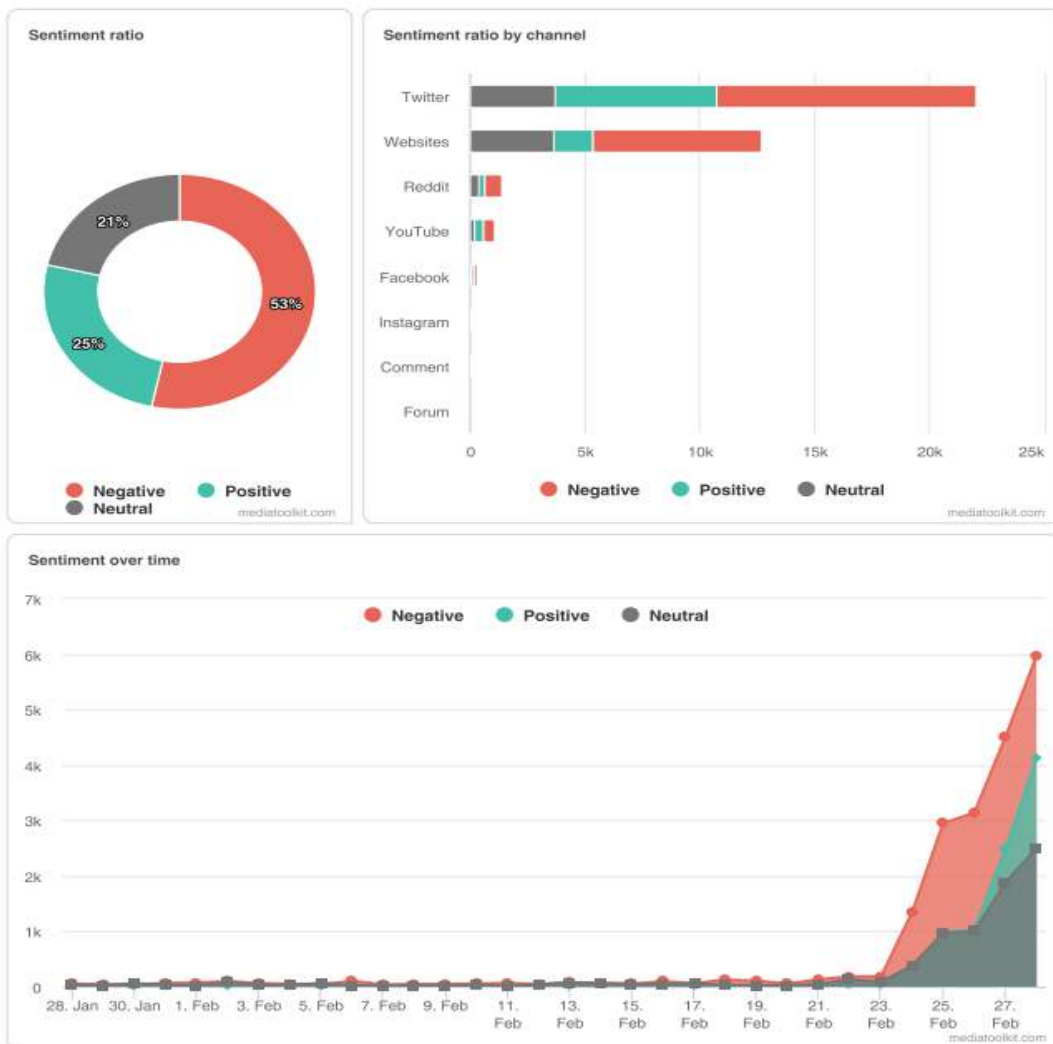 Sentiment ratio
21%
53%
25%
Negative Positive
Neutral
mediatoolkit.com
Sentiment ratio by channel
Twitter
Websites
Reddit
YouTube
Facebook
Instagram
Comment
Forum
0 5k 10k 15k 20k 25k
Negative Positive Neutral
mediatoolkit.com
Sentiment over time
7k
Negative Positive Neutral
6k
5k
4k
3k
2k
1k
0
28. Jan 30. Jan 1. Feb 3. Feb 5. Feb 7. Feb 9. Feb 11. 13. 15. 17. 19. 21. 23. 25. 27.
Feb Feb Feb Feb Feb Feb Feb Feb Feb
mediatoolkit.com